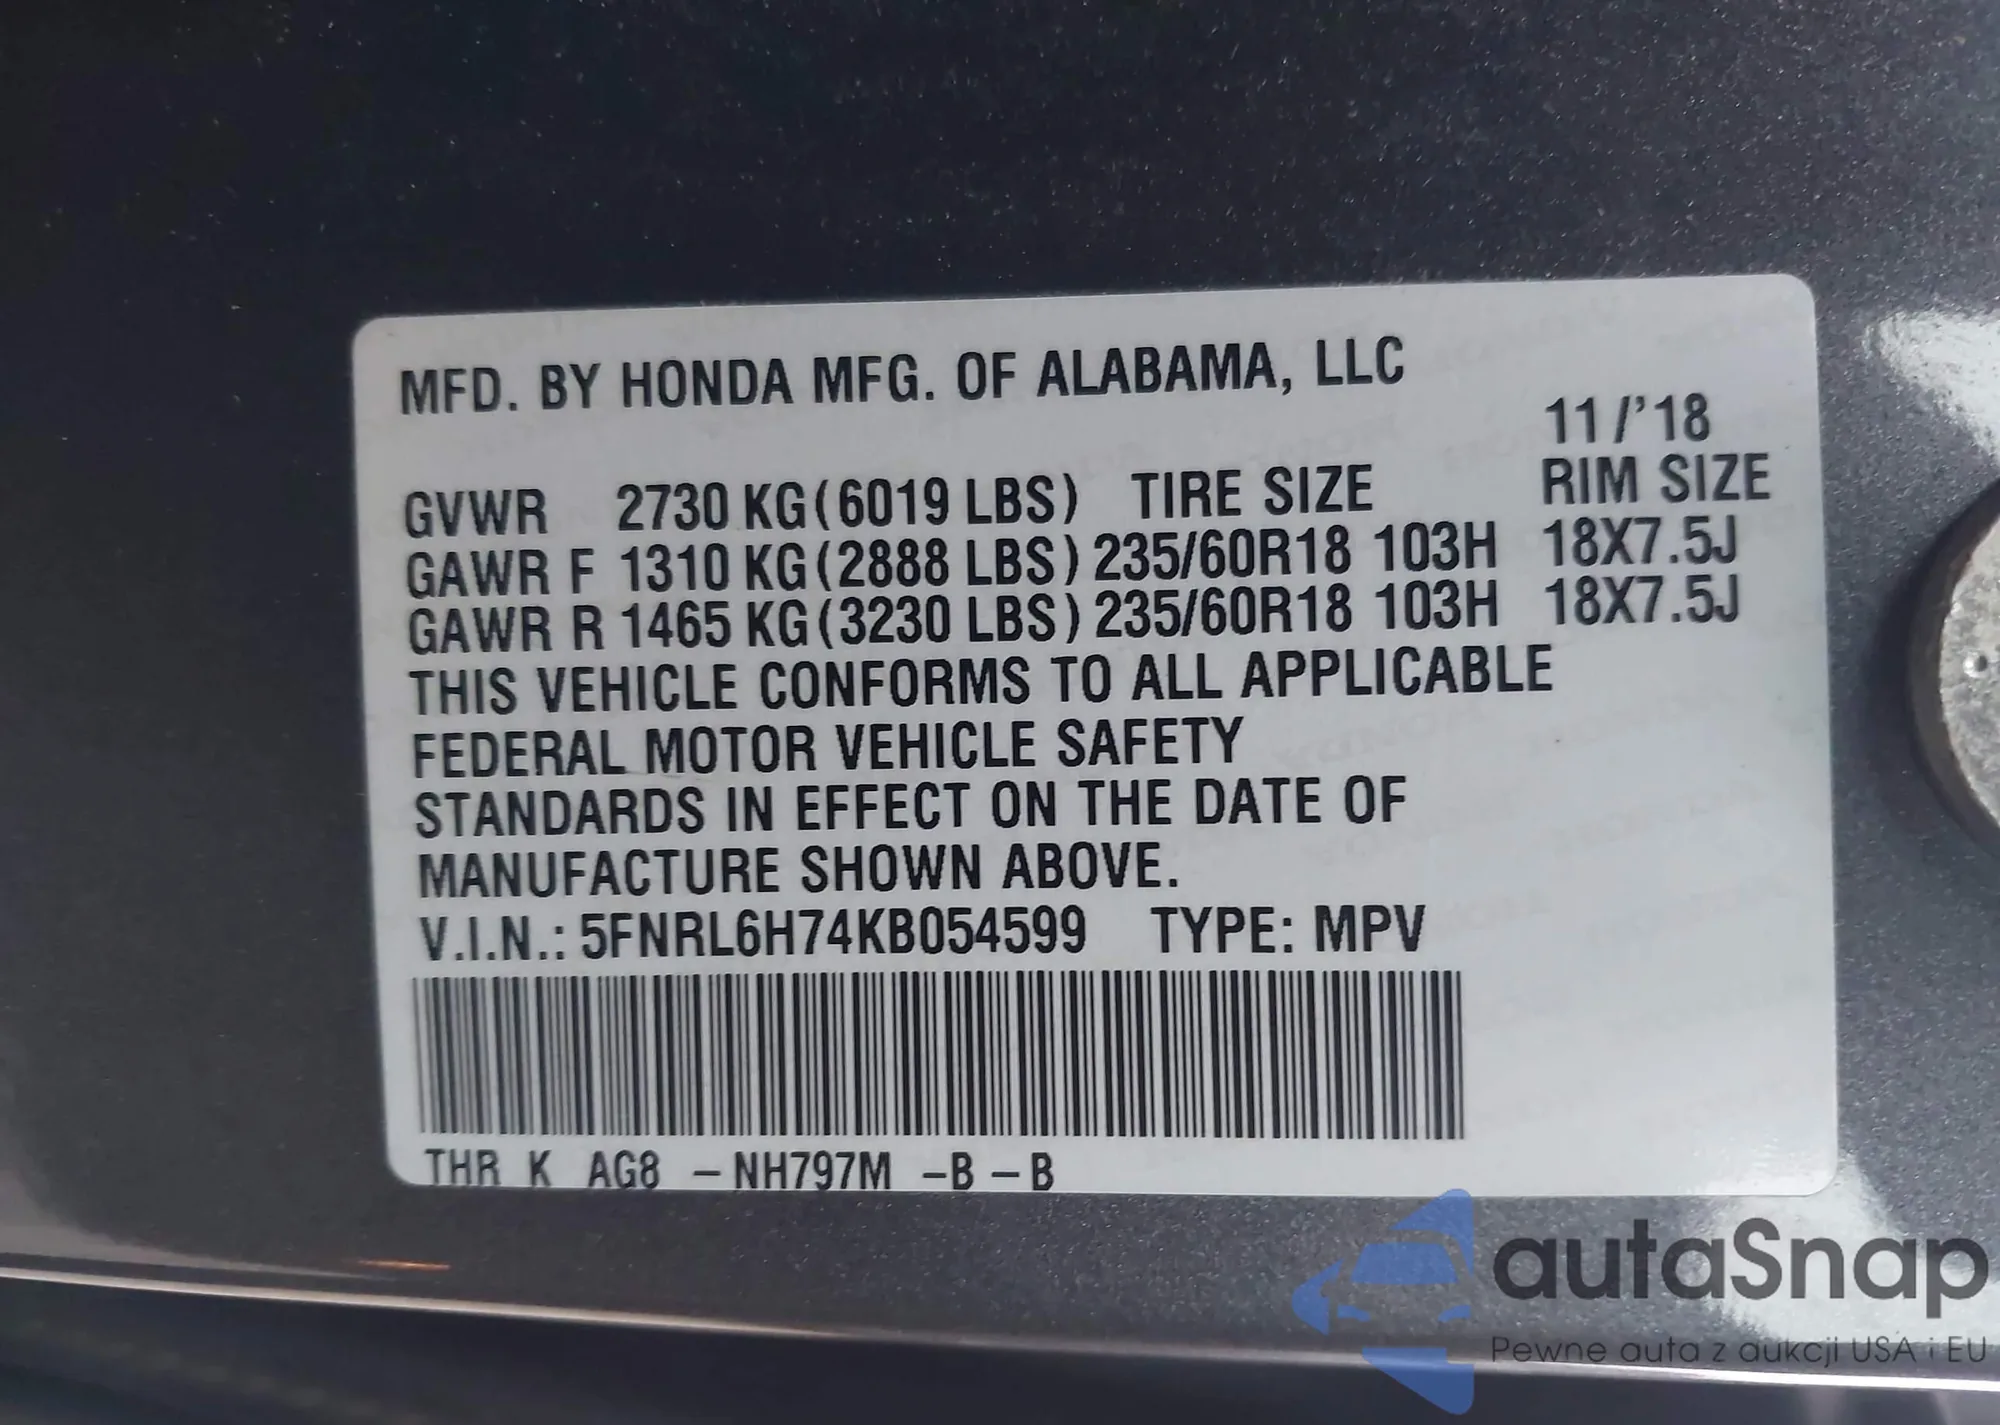 MFD. BY HONDA MFG. OF ALABAMA, LLC
11/'18
GVWR 2730 KG(6019 LBS) TIRE SIZE RIM SIZE
GAWR F 1310 KG(2888 LBS) 235/60R18 103H 18X7.5J
GAWR R 1465 KG(3230 LBS) 235/60R18 103H 18X7.5J
THIS VEHICLE CONFORMS TO ALL APPLICABLE
FEDERAL MOTOR VEHICLE SAFETY
STANDARDS IN EFFECT ON THE DATE OF
MANUFACTURE SHOWN ABOVE.
V.I.N.: 5FNRL6H74KB054599 TYPE: MPV
THR K AG8 -NH797M -B -B
autaSnap
Pewne auta z aukcji USA i EU